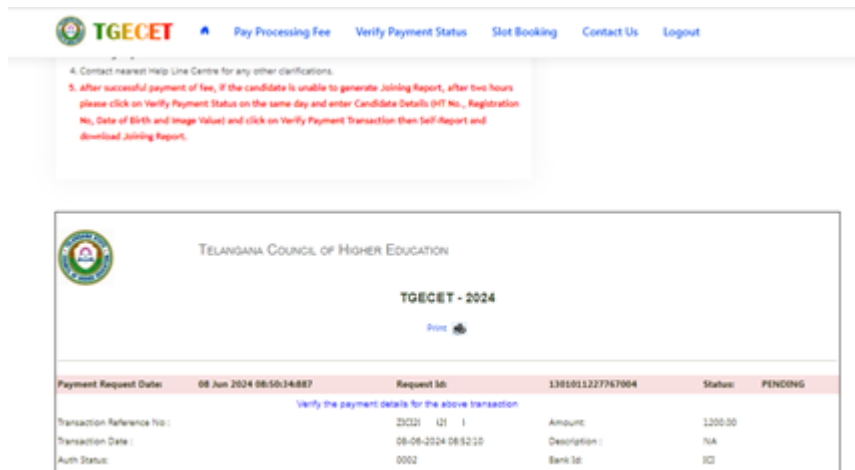 TGECET Pay Processing Fee Verify Payment Status Slot Booking Contact Us Logout
4. Contact nearest Help Line Centre for any other clarifications.
5. After successful payment of fee, if the candidate is unable to generate Joining Report, after two hours
please click on Verify Payment Status on the same day and enter Candidate Details (HT No., Registration
No, Date of Birth and Image Value) and click on Verify Payment Transaction then Self-Report and
download Joining Report.
TELANGANA COUNCIL OF HIGHER EDUCATION
TGECET - 2024
Print
Payment Request Date: 08 Jun 2024 08:50:34:887 Request Id: 1301011227767004 Status: PENDING
Verify the payment details for the above transaction
Transaction Reference No : Amount: 1200.00
Transaction Date : 08-06-2024 08:52:10 Description : NA
Auth Status: 0002 Bank Id: